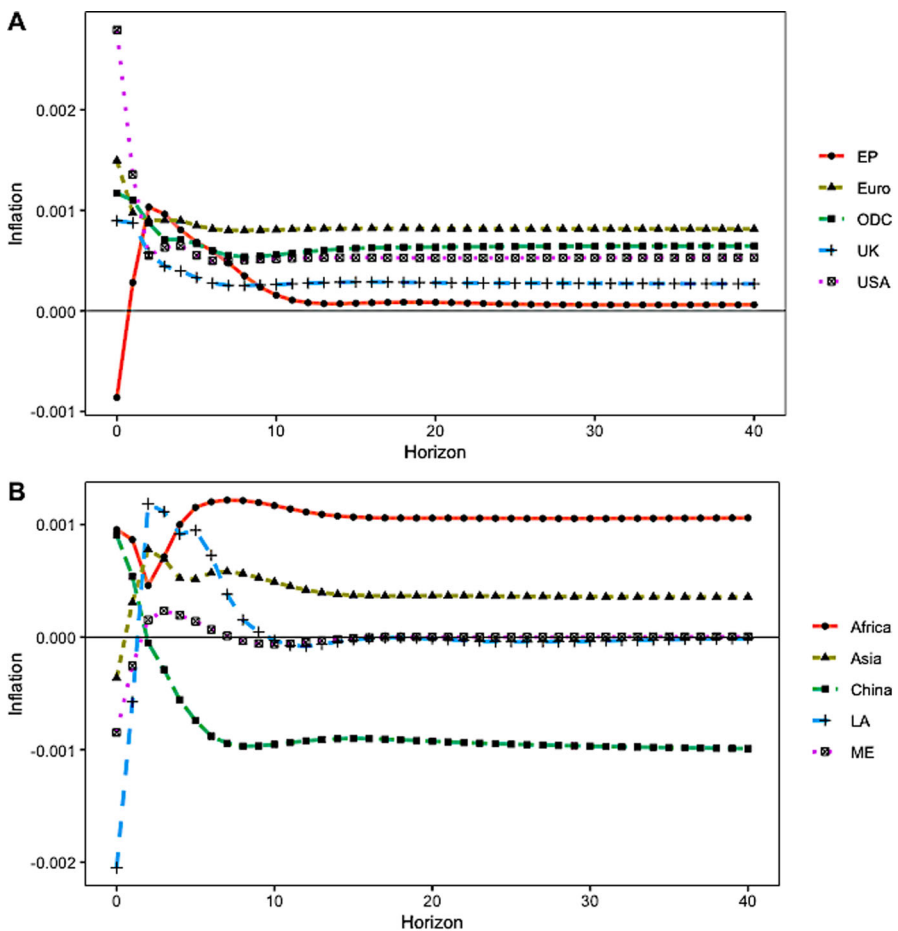 A
Inflation
0.002
0.001
0.000
-0.001
0 10 20 30 40
Horizon
EP
Euro
ODC
UK
USA
B
Inflation
0.001
0.000
-0.001
-0.002
0 10 20 30 40
Horizon
Africa
Asia
China
LA
ME